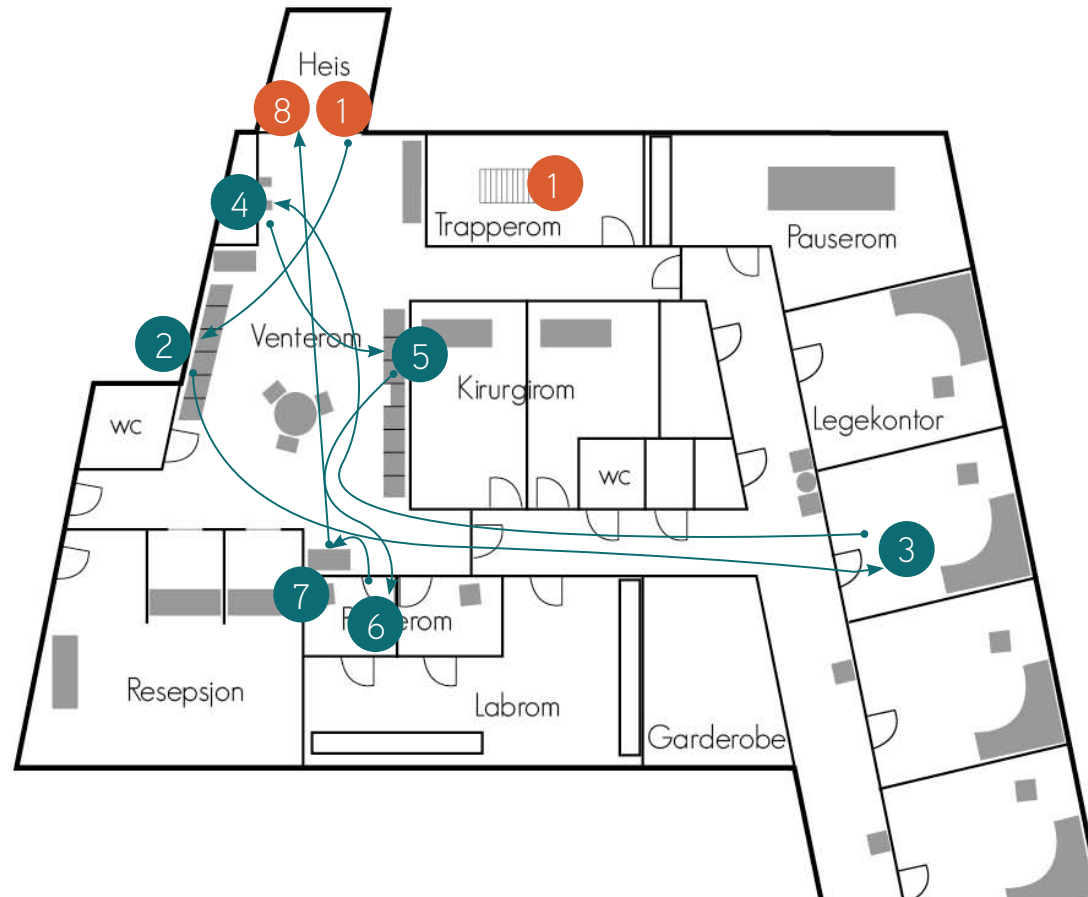 Heis
8
1
4
1
Trapperom
Pauserom
2
Venterom
5
Kirurgirom
Legekontor
WC
WC
3
7
6
Resepsjon
Labrom
Garderobe